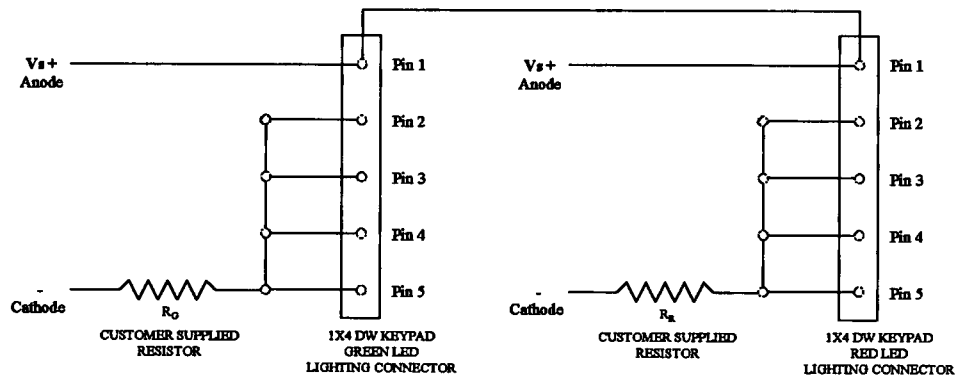 Vs +
Anode
Pin 1
Pin 2
Pin 3
Pin 4
Pin 5
-
Cathode
RG
CUSTOMER SUPPLIED
RESISTOR
1X4 DW KEYPAD
GREEN LED
LIGHTING CONNECTOR
Vs +
Anode
Pin 1
Pin 2
Pin 3
Pin 4
Pin 5
-
Cathode
RR
CUSTOMER SUPPLIED
RESISTOR
1X4 DW KEYPAD
RED LED
LIGHTING CONNECTOR